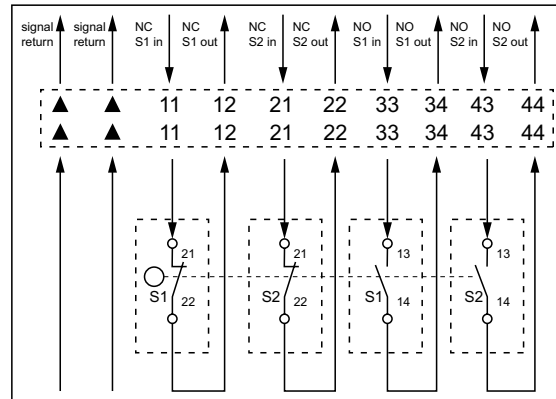 signal signal NC NC NC NC NO NO NO NO
return return S1 in S1 out S2 in S2 out S1 in S1 out S2 in S2 out
▲ ▲ 11 12 21 22 33 34 43 44
▲ ▲ 11 12 21 22 33 34 43 44
21 21 13 13
S1 S2 S1 S2
22 22 14 14